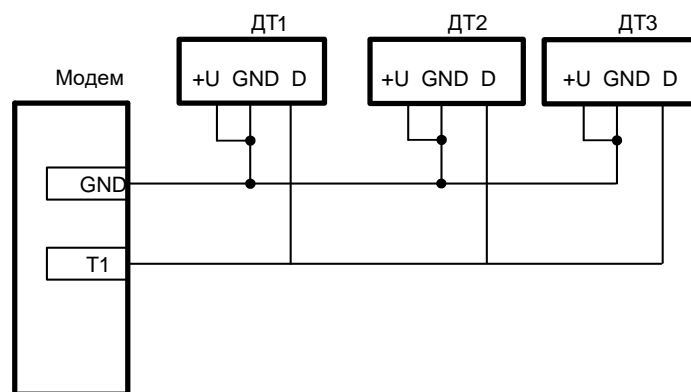 ДТ1 ДТ2 ДТ3
Модем +U GND D +U GND D +U GND D
GND
T1